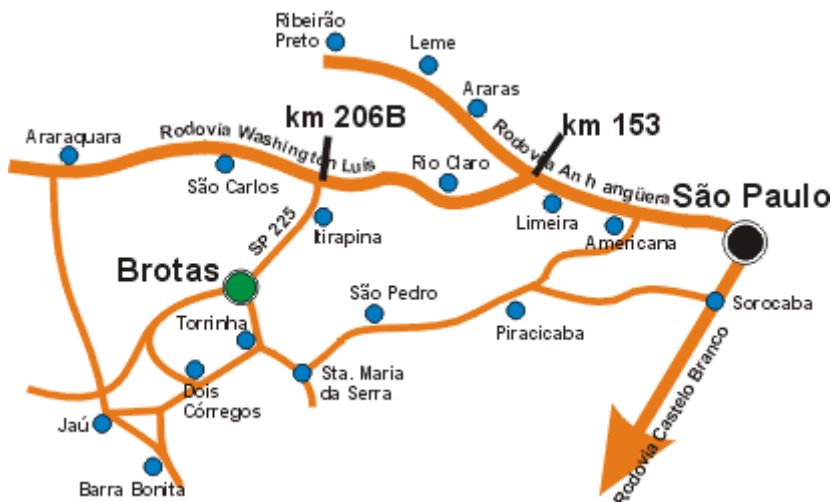 Ribeirão
Preto
Leme
Araras
km 206B
km 153
Araraquara
Rodovia Washington Luís
Rodovia Anh angüera
São Carlos
Rio Claro
São Paulo
Limeira
Americana
SP 225
Itirapina
Brotas
São Pedro
Sorocaba
Torrinha
Piracicaba
Sta. Maria
da Serra
Dois
Córregos
Rodovia Castelo Branco
Jaú
Barra Bonita